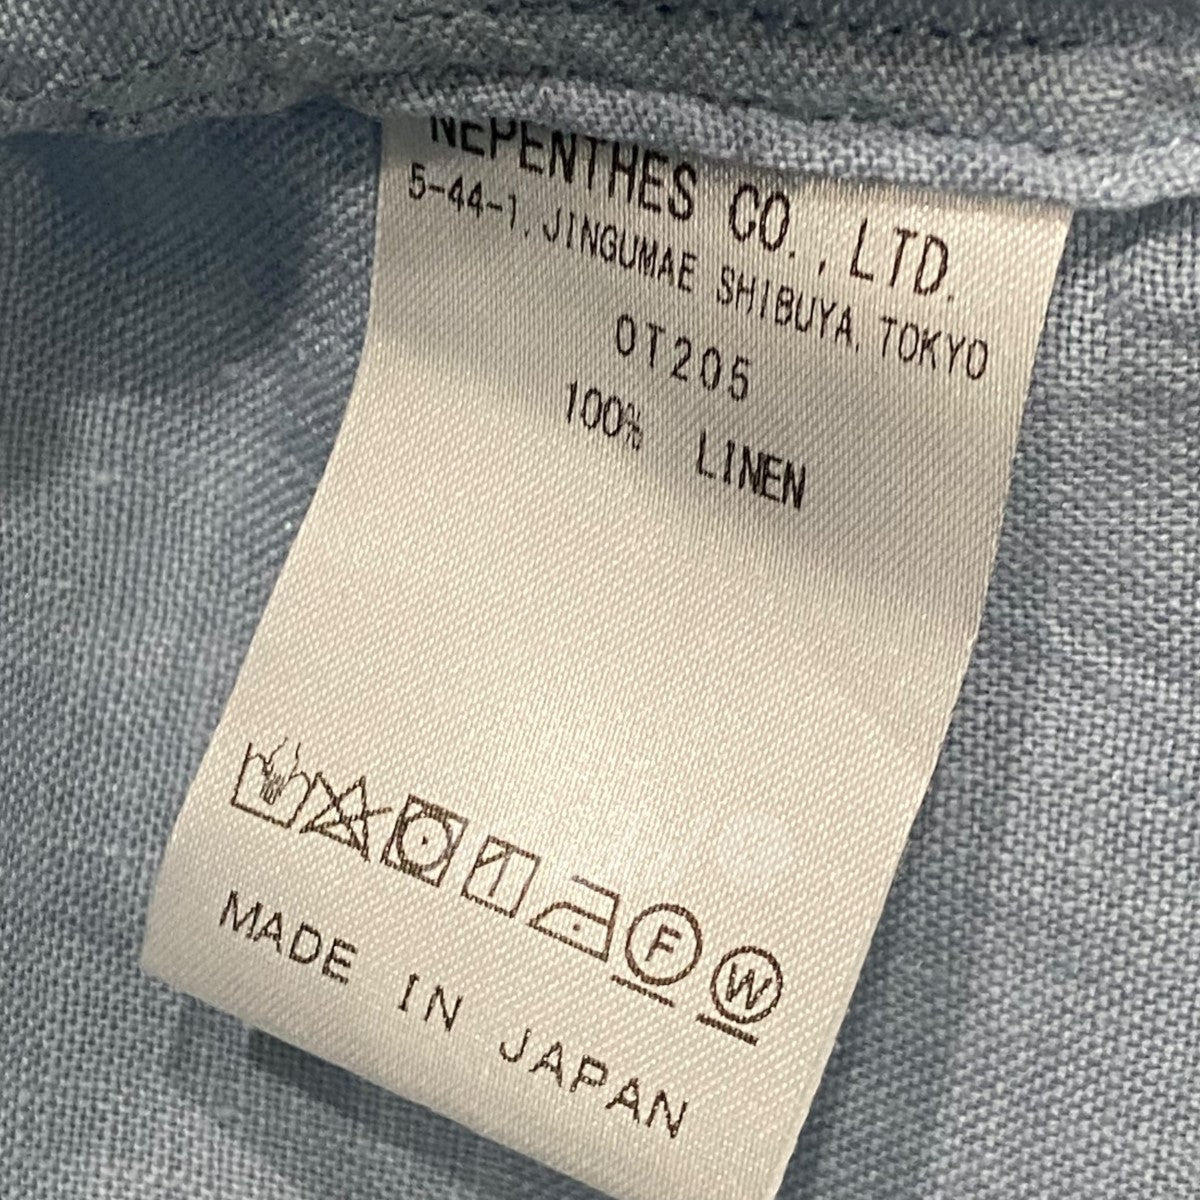 NEPENTHES CO., LTD.
5-44-1, JINGUMAE SHIBUYA, TOKYO
OT205
100% LINEN
F W
MADE IN JAPAN